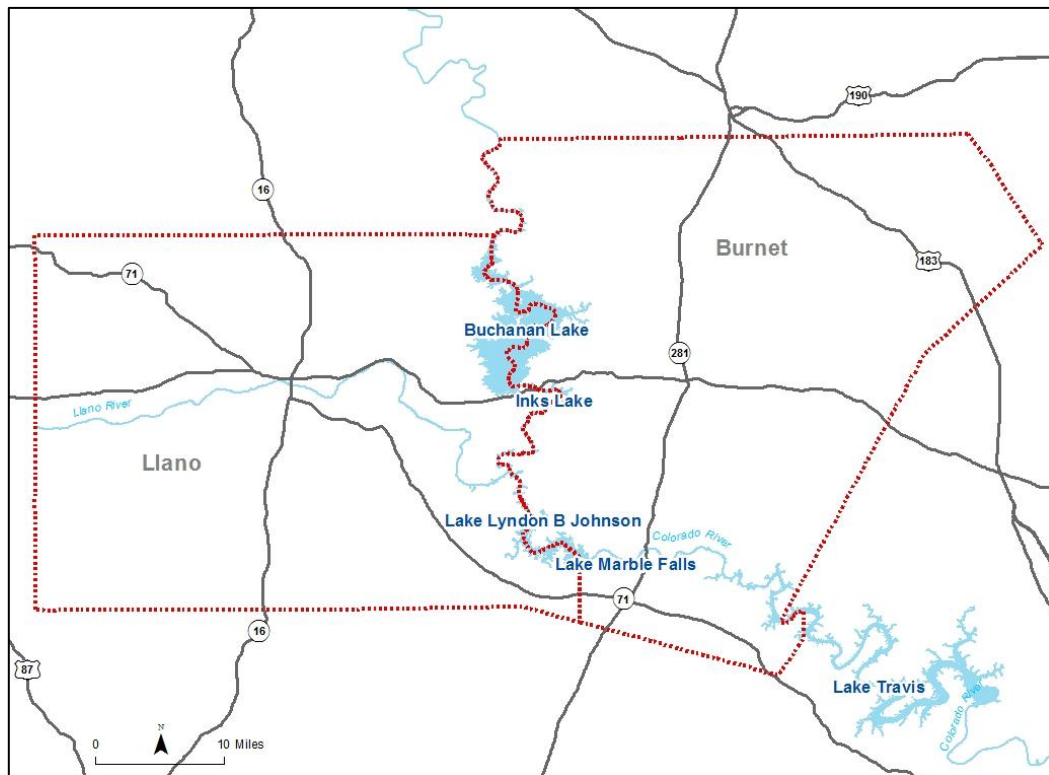 190
16
Burnet
183
71
Buchanan Lake
281
Inks Lake
Llano River
Llano
Lake Lyndon B Johnson
Colorado River
Lake Marble Falls
71
16
87
Lake Travis
Colorado River
N
0 10 Miles